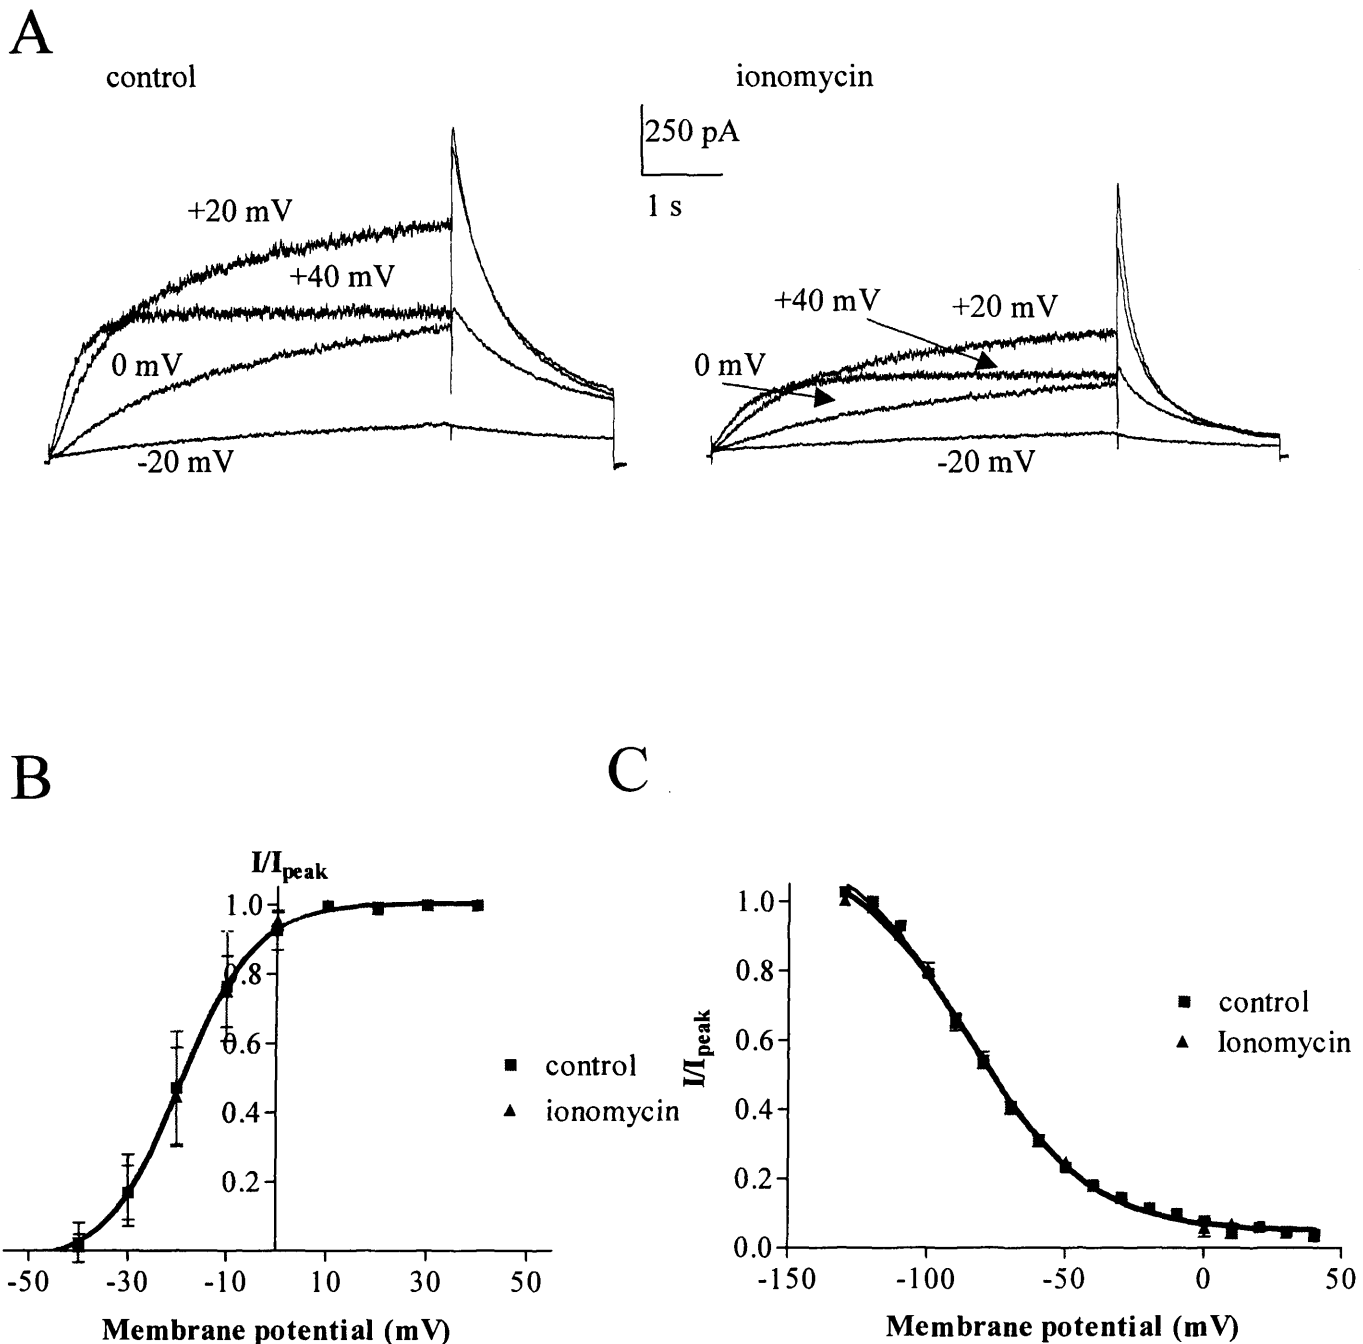 A
control
ionomycin
250 pA
1 s
+20 mV
+40 mV
0 mV
-20 mV
+40 mV
+20 mV
0 mV
-20 mV
B
I/Ipeak
1.0
0.8
0.6
0.4
0.2
-50 -30 -10 10 30 50
Membrane potential (mV)
control
ionomycin
C
I/Ipeak
1.0
0.8
0.6
0.4
0.2
0.0
-150 -100 -50 0 50
Membrane potential (mV)
control
Ionomycin